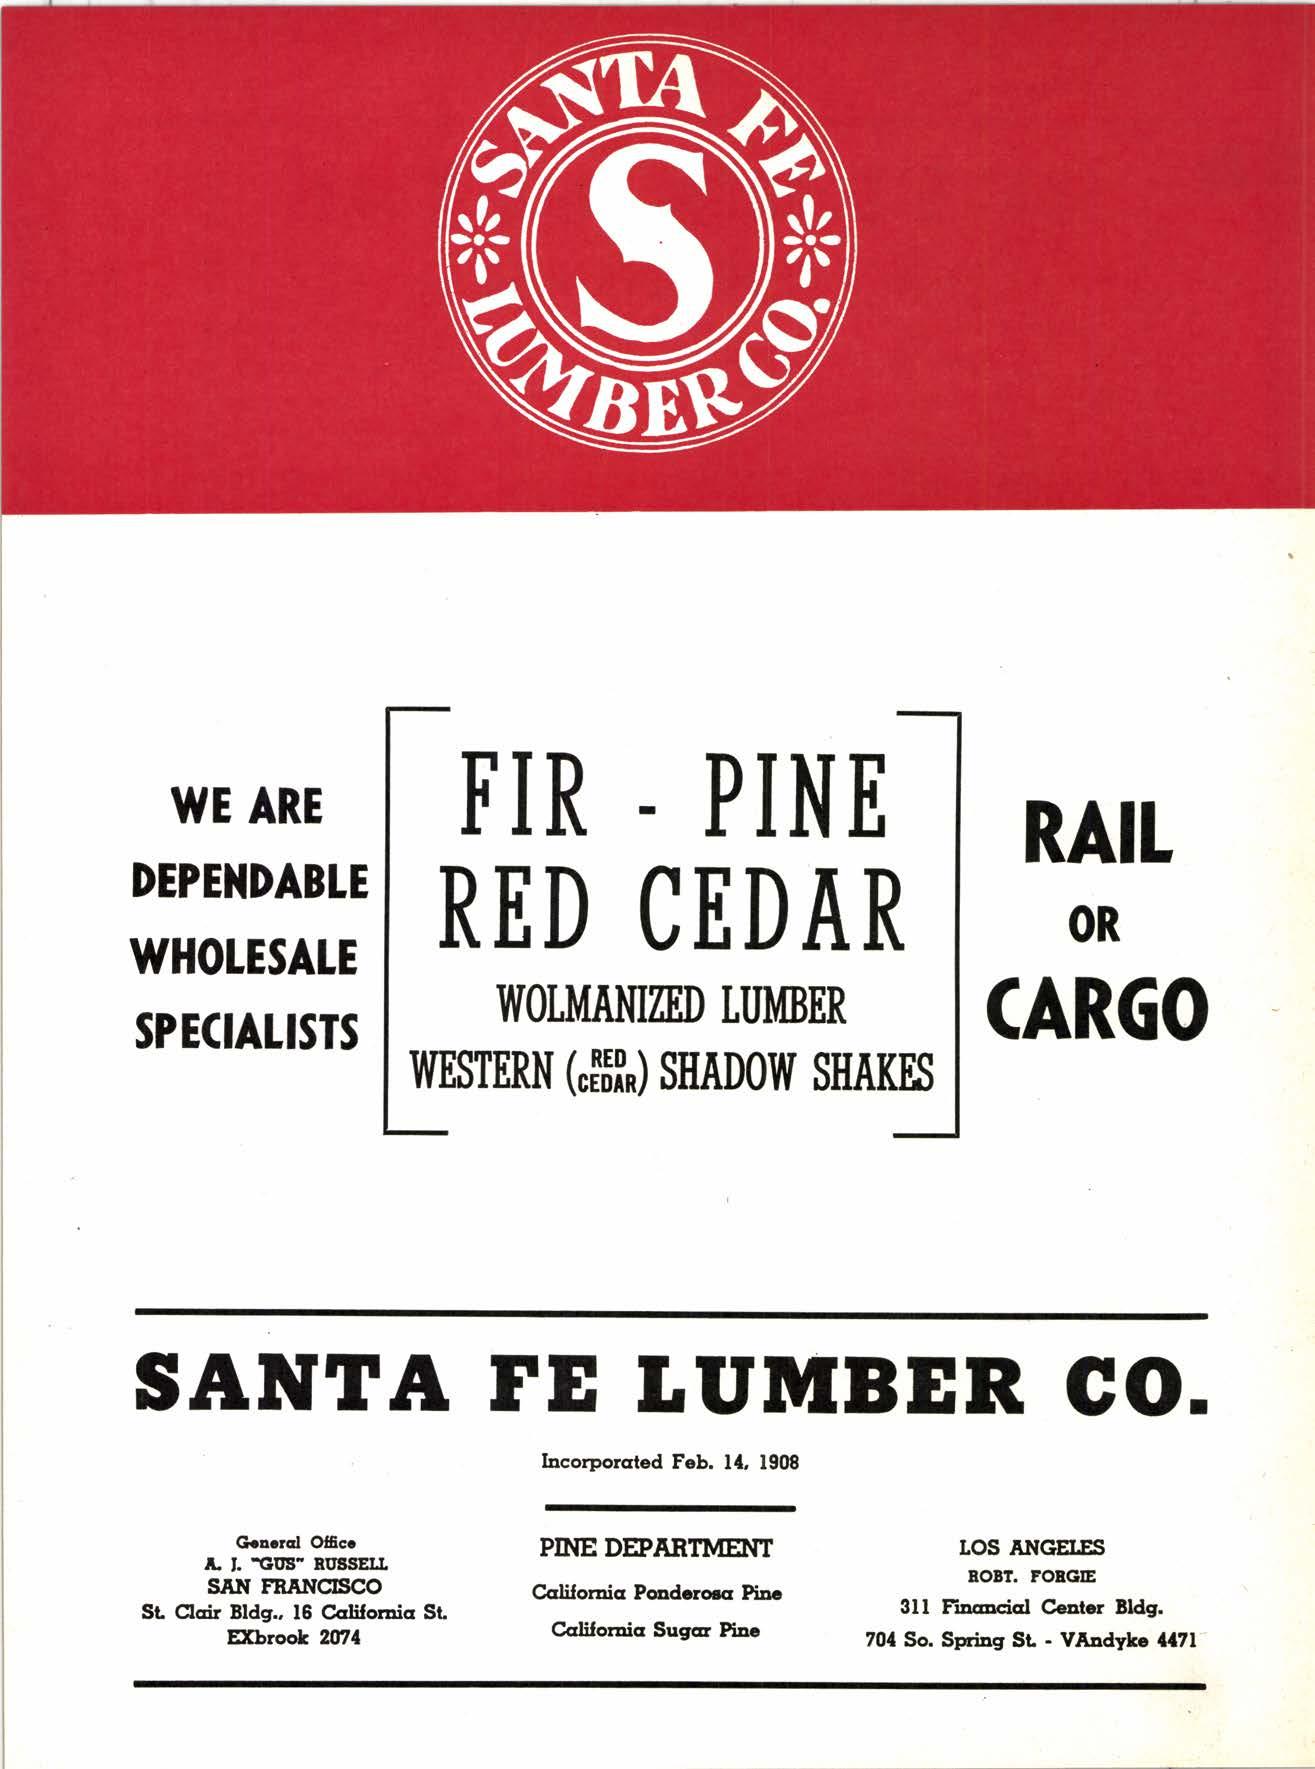 SANTA FE
S
LUMBER CO.
WE ARE
DEPENDABLE
WHOLESALE
SPECIALISTS
FIR - PINE
RED CEDAR
WOLMANIZED LUMBER
WESTERN (RED CEDAR) SHADOW SHAKES
RAIL
OR
CARGO
SANTA FE LUMBER CO.
Incorporated Feb. 14, 1908
General Office
A. J. "GUS" RUSSELL
SAN FRANCISCO
St. Clair Bldg., 16 California St.
EXbrook 2074
PINE DEPARTMENT
California Ponderosa Pine
California Sugar Pine
LOS ANGELES
ROBT. FORGIE
311 Financial Center Bldg.
704 So. Spring St. - VAndyke 4471